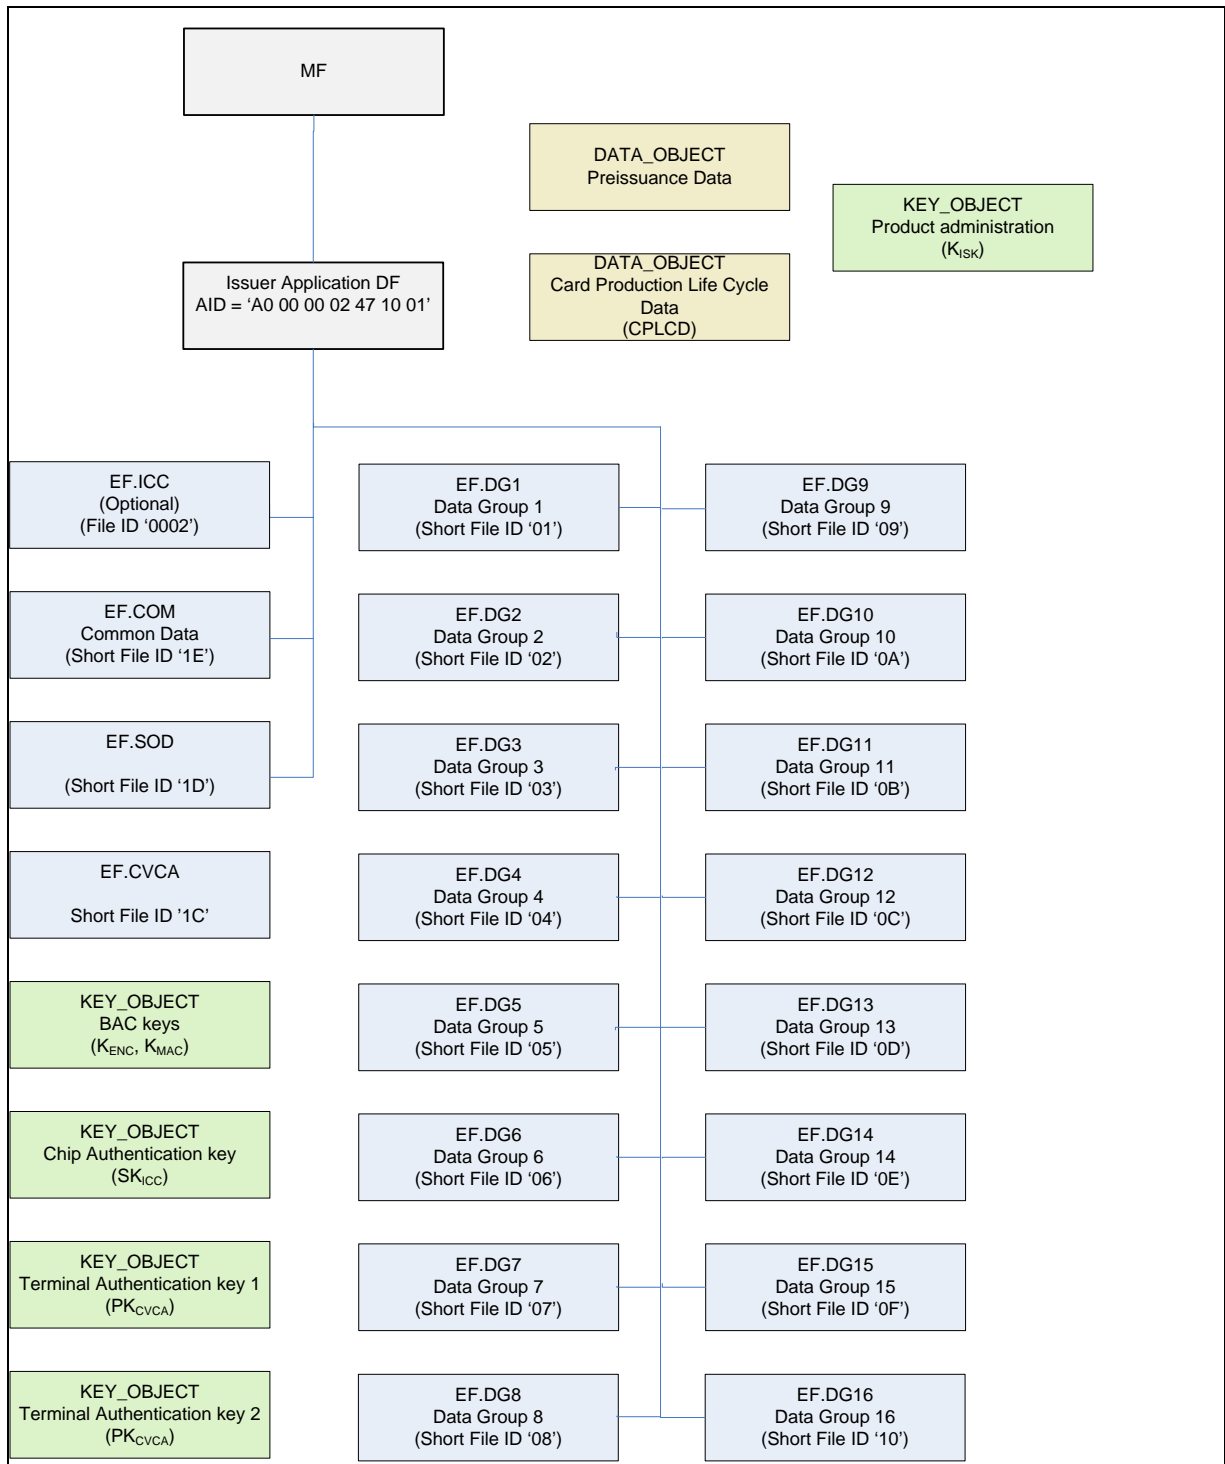 MF
DATA_OBJECT
Preissuance Data
KEY_OBJECT
Product administration
(KISK)
Issuer Application DF
AID = ‘A0 00 00 02 47 10 01’
DATA_OBJECT
Card Production Life Cycle
Data
(CPLCD)
EF.ICC
(Optional)
(File ID ‘0002’)
EF.DG1
Data Group 1
(Short File ID ‘01’)
EF.DG9
Data Group 9
(Short File ID ‘09’)
EF.COM
Common Data
(Short File ID ‘1E’)
EF.DG2
Data Group 2
(Short File ID ‘02’)
EF.DG10
Data Group 10
(Short File ID ‘0A’)
EF.SOD
(Short File ID ‘1D’)
EF.DG3
Data Group 3
(Short File ID ‘03’)
EF.DG11
Data Group 11
(Short File ID ‘0B’)
EF.CVCA
Short File ID '1C’
EF.DG4
Data Group 4
(Short File ID ‘04’)
EF.DG12
Data Group 12
(Short File ID ‘0C’)
KEY_OBJECT
BAC keys
(KENC, KMAC)
EF.DG5
Data Group 5
(Short File ID ‘05’)
EF.DG13
Data Group 13
(Short File ID ‘0D’)
KEY_OBJECT
Chip Authentication key
(SKICC)
EF.DG6
Data Group 6
(Short File ID ‘06’)
EF.DG14
Data Group 14
(Short File ID ‘0E’)
KEY_OBJECT
Terminal Authentication key 1
(PKCVCA)
EF.DG7
Data Group 7
(Short File ID ‘07’)
EF.DG15
Data Group 15
(Short File ID ‘0F’)
KEY_OBJECT
Terminal Authentication key 2
(PKCVCA)
EF.DG8
Data Group 8
(Short File ID ‘08’)
EF.DG16
Data Group 16
(Short File ID ‘10’)